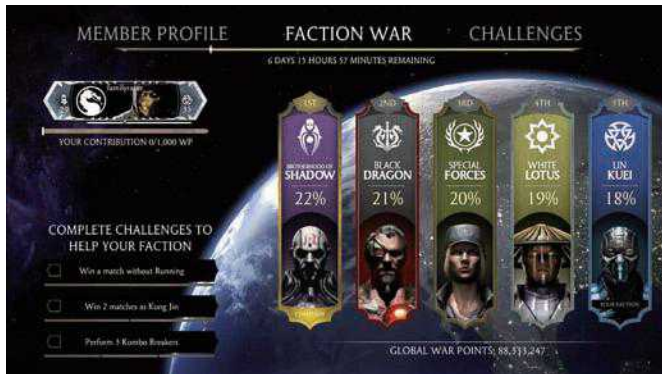 MEMBER PROFILE
FACTION WAR
CHALLENGES
6 DAYS 15 HOURS 57 MINUTES REMAINING
YOUR CONTRIBUTION 0/1,000 WP
1ST
BROTHERHOOD OF
SHADOW
22%
2ND
BLACK
DRAGON
21%
3RD
SPECIAL
FORCES
20%
4TH
WHITE
LOTUS
19%
5TH
LIN
KUEI
18%
YOUR FACTION
COMPLETE CHALLENGES TO
HELP YOUR FACTION
Win a match without Running
Win 2 matches as Kung Jin
Perform 3 Kombo Breakers
GLOBAL WAR POINTS: